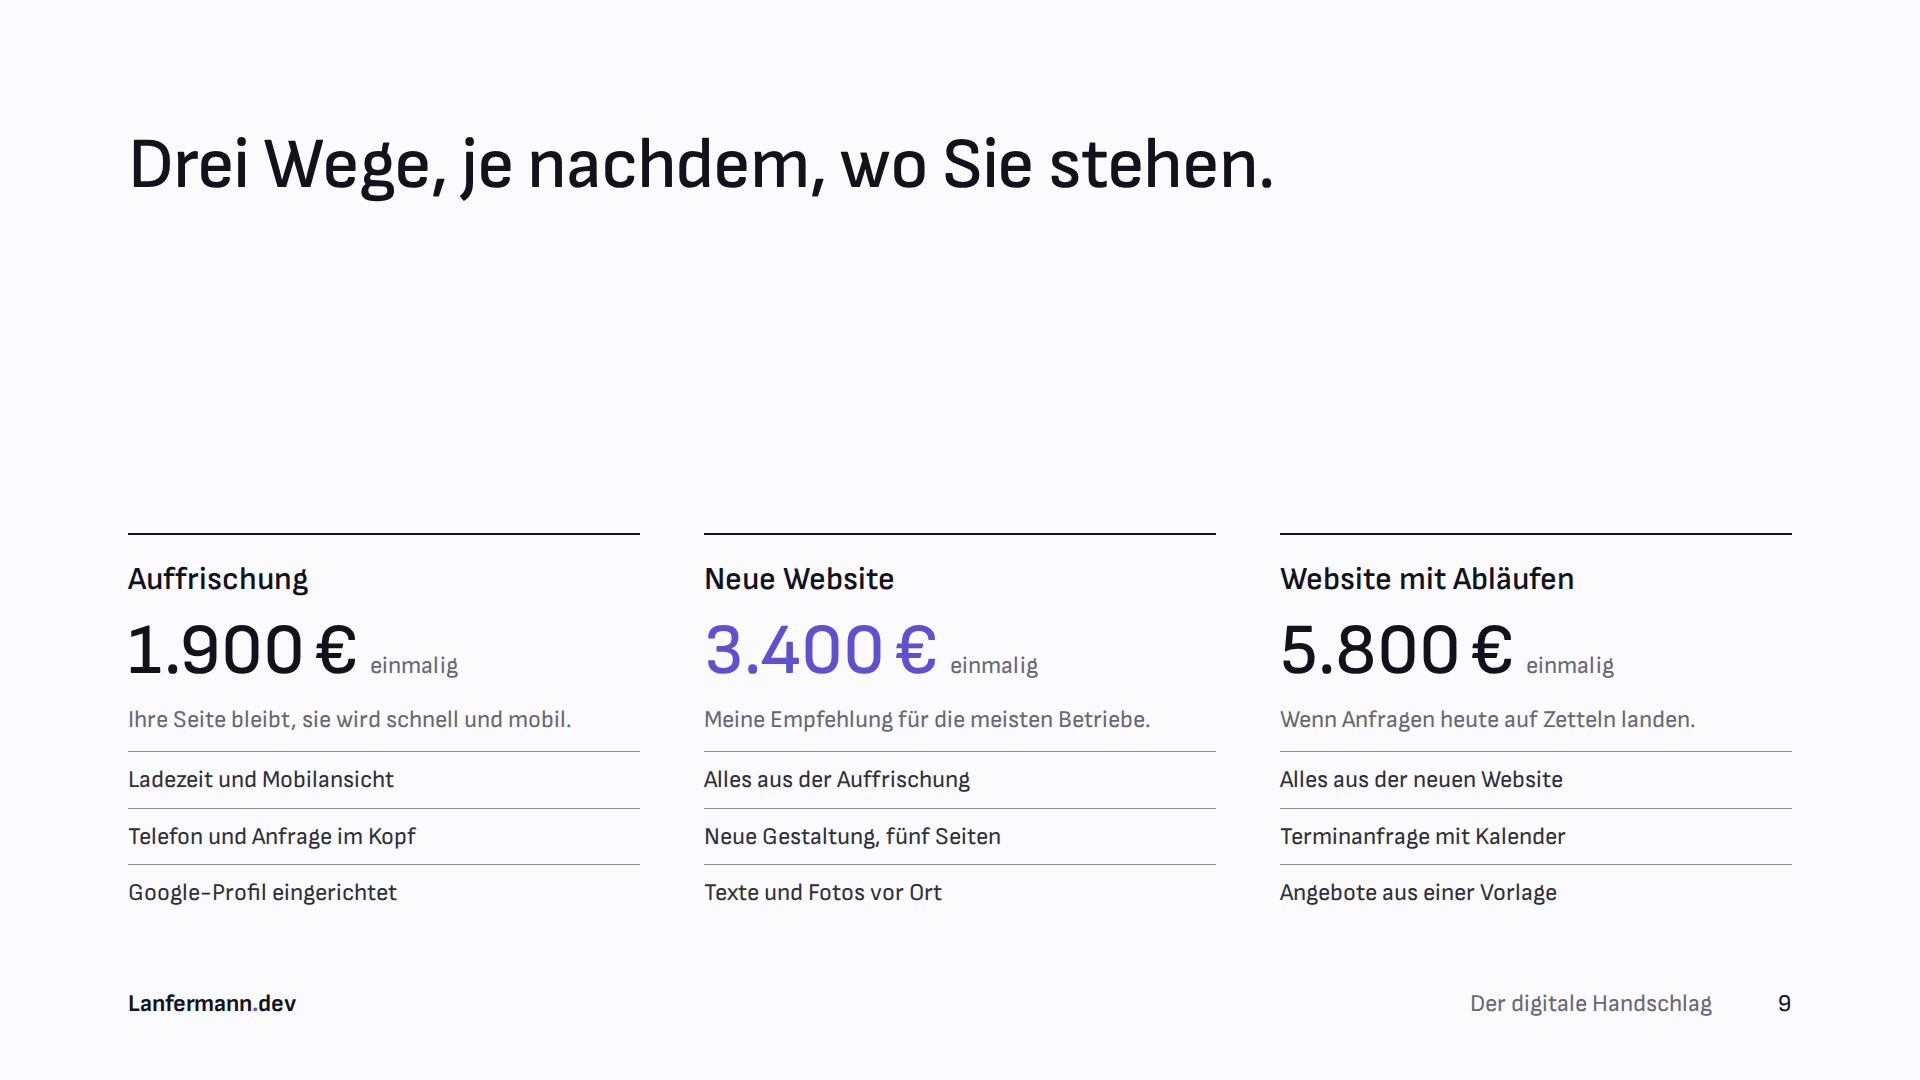 Drei Wege, je nachdem, wo Sie stehen.
Auffrischung
1.900 € einmalig
Ihre Seite bleibt, sie wird schnell und mobil.
Ladezeit und Mobilansicht
Telefon und Anfrage im Kopf
Google-Profil eingerichtet
Neue Website
3.400 € einmalig
Meine Empfehlung für die meisten Betriebe.
Alles aus der Auffrischung
Neue Gestaltung, fünf Seiten
Texte und Fotos vor Ort
Website mit Abläufen
5.800 € einmalig
Wenn Anfragen heute auf Zetteln landen.
Alles aus der neuen Website
Terminanfrage mit Kalender
Angebote aus einer Vorlage
Lanfermann.dev
Der digitale Handschlag 9